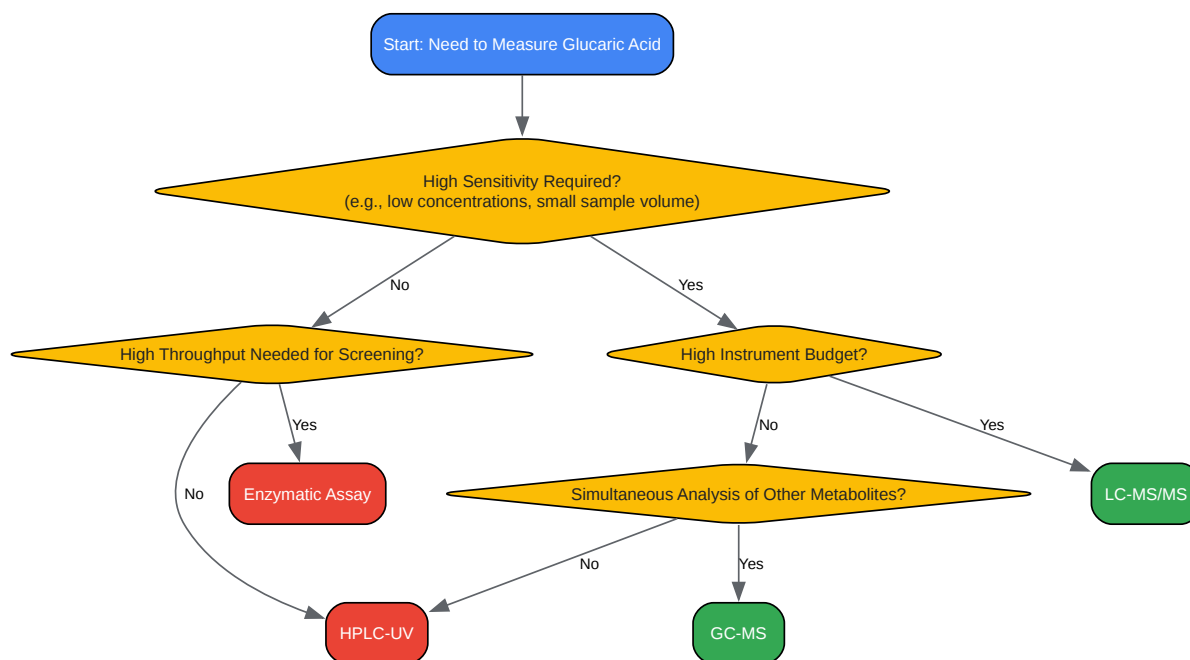 Start: Need to Measure Glucaric Acid
High Sensitivity Required?
(e.g., low concentrations, small sample volume)
No
Yes
High Throughput Needed for Screening?
High Instrument Budget?
Yes
No
Yes
No
Enzymatic Assay
Simultaneous Analysis of Other Metabolites?
LC-MS/MS
No
Yes
HPLC-UV
GC-MS